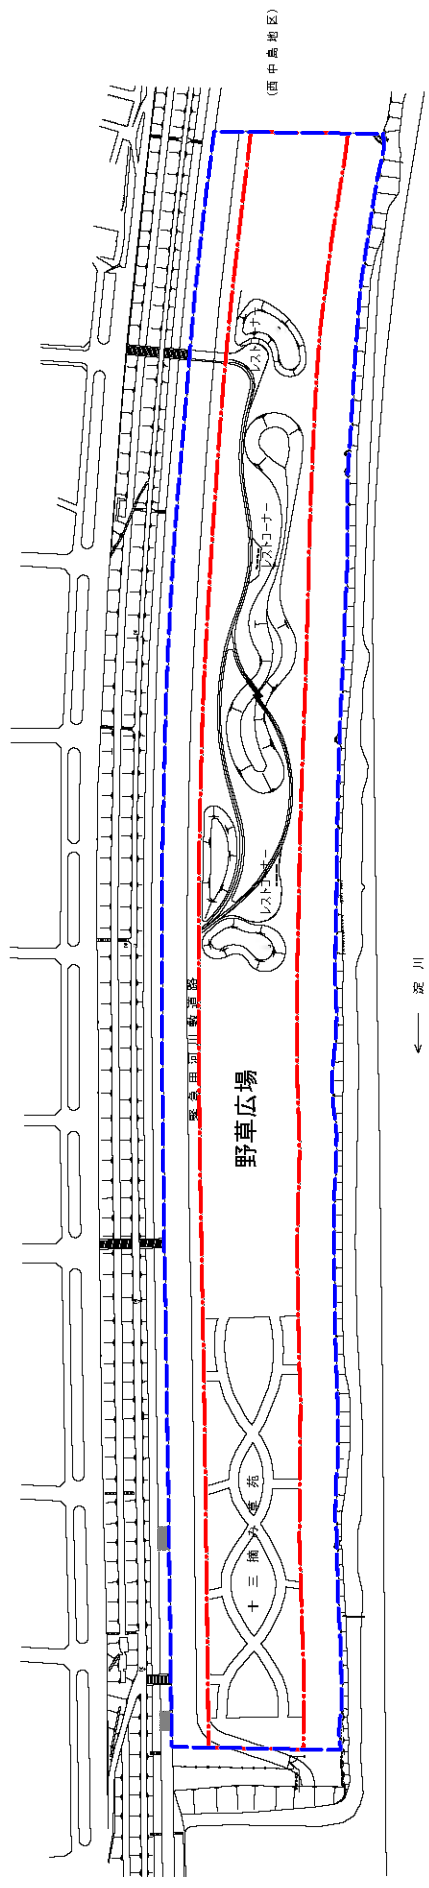 (西中島地区)
レストコーナー
レストコーナー
レストコーナー
緊急用河川敷道路
← 淀川
野草広場
十三摘み草苑